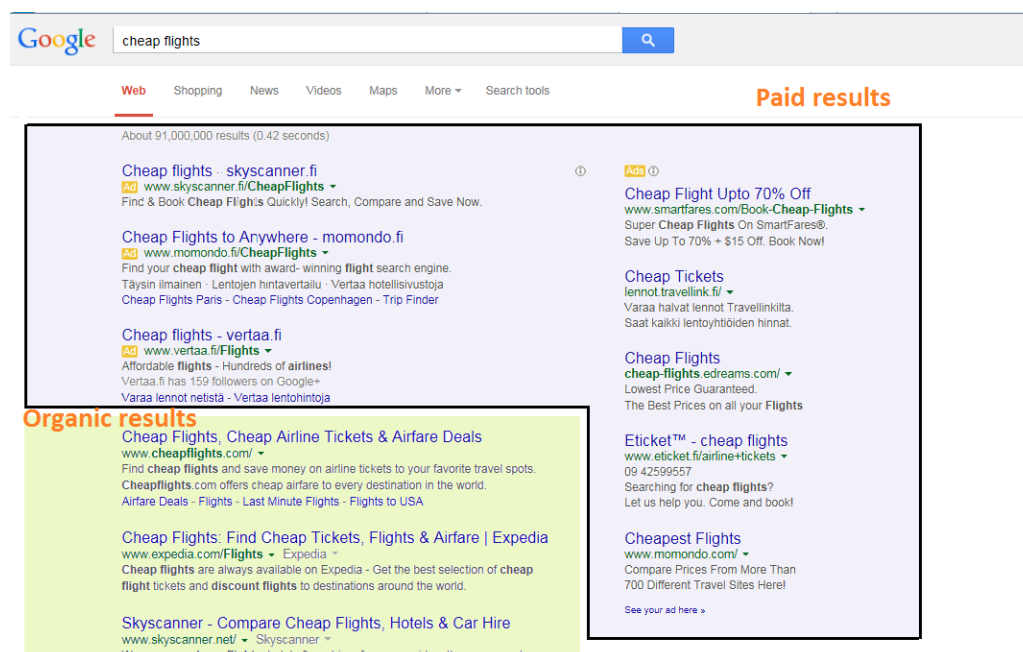 Google
cheap flights
Web Shopping News Videos Maps More Search tools
Paid results
About 91,000,000 results (0.42 seconds)
Cheap flights - skyscanner.fi
Ad www.skyscanner.fi/CheapFlights
Find & Book Cheap Flights Quickly! Search, Compare and Save Now.
Cheap Flights to Anywhere - momondo.fi
Ad www.momondo.fi/CheapFlights
Find your cheap flight with award- winning flight search engine.
Täysin ilmainen · Lentojen hintavertailu · Vertaa hotellisivustoja
Cheap Flights Paris - Cheap Flights Copenhagen - Trip Finder
Cheap flights - vertaa.fi
Ad www.vertaa.fi/Flights
Affordable flights - Hundreds of airlines!
Vertaa.fi has 159 followers on Google+
Varaa lennot netistä - Vertaa lentohintoja
Ads
Cheap Flight Upto 70% Off
www.smartfares.com/Book-Cheap-Flights
Super Cheap Flights On SmartFares®.
Save Up To 70% + $15 Off. Book Now!
Cheap Tickets
lennot.travellink.fi/
Varaa halvat lennot Travellinkilta.
Saat kaikki lentoyhtiöiden hinnat.
Cheap Flights
cheap-flights.edreams.com/
Lowest Price Guaranteed.
The Best Prices on all your Flights
Eticket™ - cheap flights
www.eticket.fi/airline+tickets
09 42599557
Searching for cheap flights?
Let us help you. Come and book!
Cheapest Flights
www.momondo.com/
Compare Prices From More Than
700 Different Travel Sites Here!
See your ad here »
Organic results
Cheap Flights, Cheap Airline Tickets & Airfare Deals
www.cheapflights.com/
Find cheap flights and save money on airline tickets to your favorite travel spots.
Cheapflights.com offers cheap airfare to every destination in the world.
Airfare Deals - Flights - Last Minute Flights - Flights to USA
Cheap Flights: Find Cheap Tickets, Flights & Airfare | Expedia
www.expedia.com/Flights Expedia
Cheap flights are always available on Expedia - Get the best selection of cheap
flight tickets and discount flights to destinations around the world.
Skyscanner - Compare Cheap Flights, Hotels & Car Hire
www.skyscanner.net/ Skyscanner